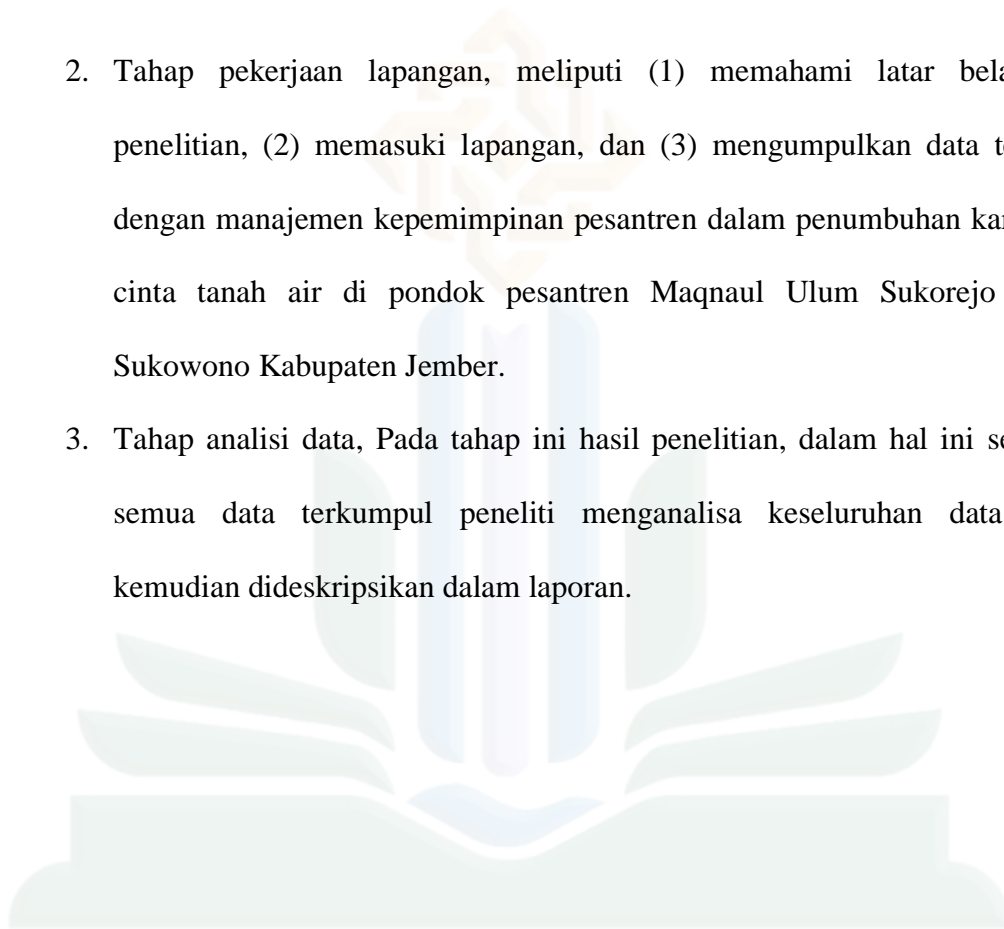 2. Tahap pekerjaan lapangan, meliputi (1) memahami latar
penelitian, (2) memasuki lapangan, dan (3) mengumpulkan data
dengan manajemen kepemimpinan pesantren dalam penumbuhan
cinta tanah air di pondok pesantren Maqnaul Ulum Sukorejo
Sukowono Kabupaten Jember.
3. Tahap analisi data, Pada tahap ini hasil penelitian, dalam hal ini
semua data terkumpul peneliti menganalisa keseluruhan data
kemudian dideskripsikan dalam laporan.